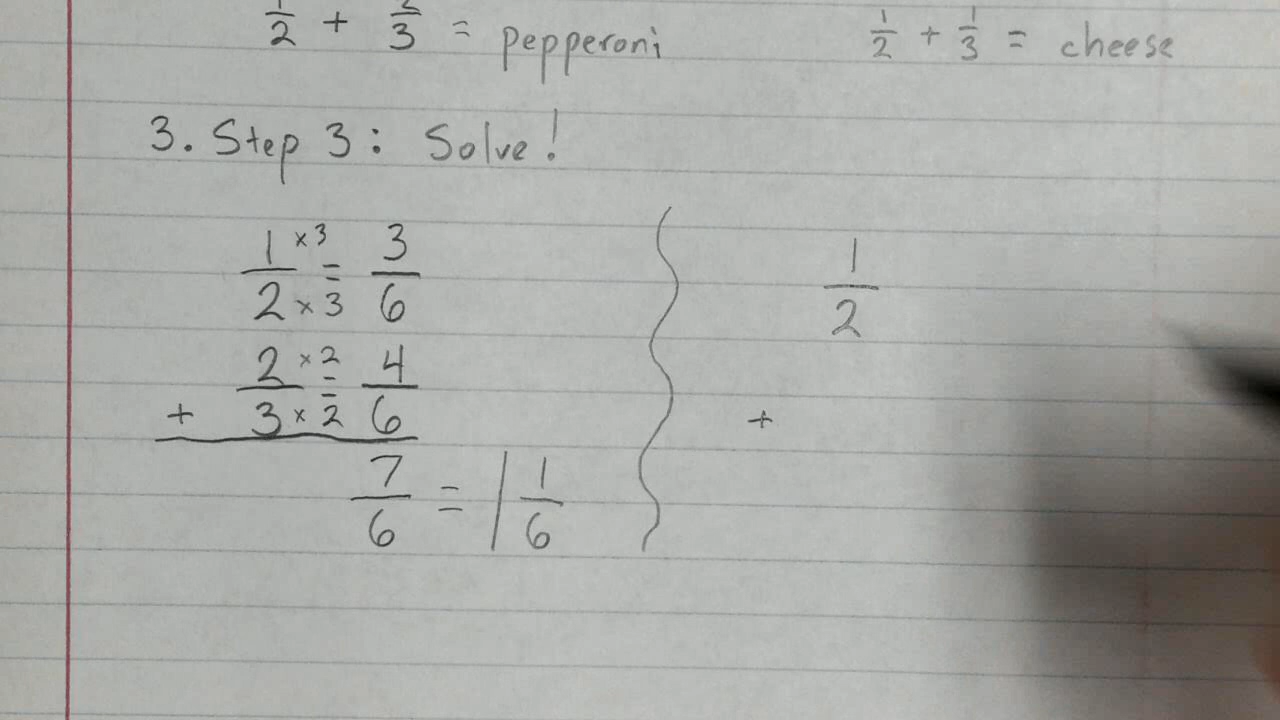 1/2 + 2/3 = pepperoni
1/2 + 1/3 = cheese
3. Step 3: Solve!
1/2 × 3/× 3 = 3/6
+ 2/3 × 2/× 2 = 4/6
7/6 = 1 1/6
1/2
+